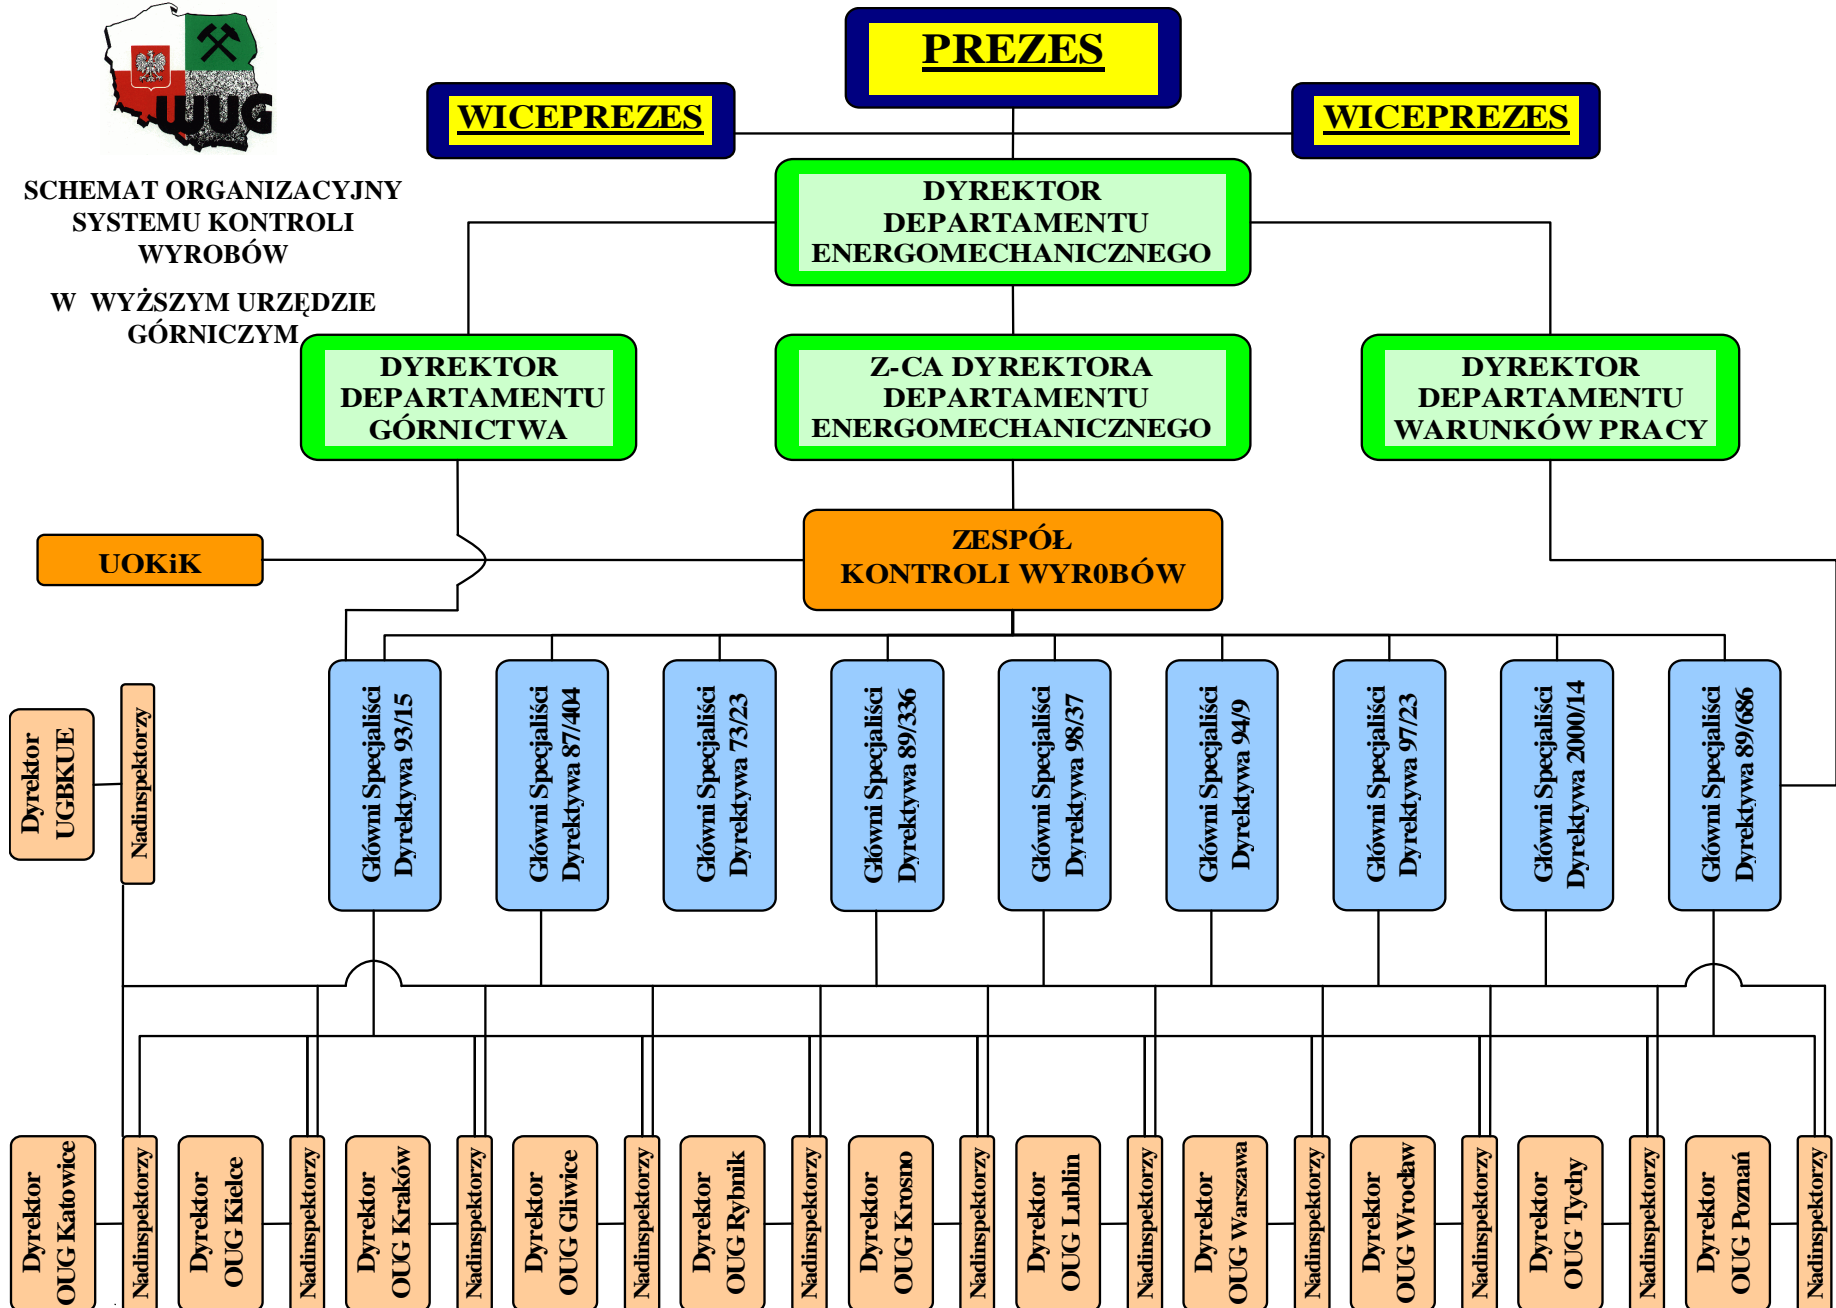 WUG
PREZES
WICEPREZES
WICEPREZES
SCHEMAT ORGANIZACYJNY
SYSTEMU KONTROLI
WYROBÓW
W WYŻSZYM URZĘDZIE
GÓRNICZYM
DYREKTOR
DEPARTAMENTU
ENERGOMECHANICZNEGO
DYREKTOR
DEPARTAMENTU
GÓRNICTWA
Z-CA DYREKTORA
DEPARTAMENTU
ENERGOMECHANICZNEGO
DYREKTOR
DEPARTAMENTU
WARUNKÓW PRACY
UOKiK
ZESPÓŁ
KONTROLI WYR0BÓW
Dyrektor
UGBKUE
Nadinspektorzy
Główni Specjaliści
Dyrektywa 93/15
Główni Specjaliści
Dyrektywa 87/404
Główni Specjaliści
Dyrektywa 73/23
Główni Specjaliści
Dyrektywa 89/336
Główni Specjaliści
Dyrektywa 98/37
Główni Specjaliści
Dyrektywa 94/9
Główni Specjaliści
Dyrektywa 97/23
Główni Specjaliści
Dyrektywa 2000/14
Główni Specjaliści
Dyrektywa 89/686
Dyrektor
OUG Katowice
Nadinspektorzy
Dyrektor
OUG Kielce
Nadinspektorzy
Dyrektor
OUG Kraków
Nadinspektorzy
Dyrektor
OUG Gliwice
Nadinspektorzy
Dyrektor
OUG Rybnik
Nadinspektorzy
Dyrektor
OUG Krosno
Nadinspektorzy
Dyrektor
OUG Lublin
Nadinspektorzy
Dyrektor
OUG Warszawa
Nadinspektorzy
Dyrektor
OUG Wrocław
Nadinspektorzy
Dyrektor
OUG Tychy
Nadinspektorzy
Dyrektor
OUG Poznań
Nadinspektorzy